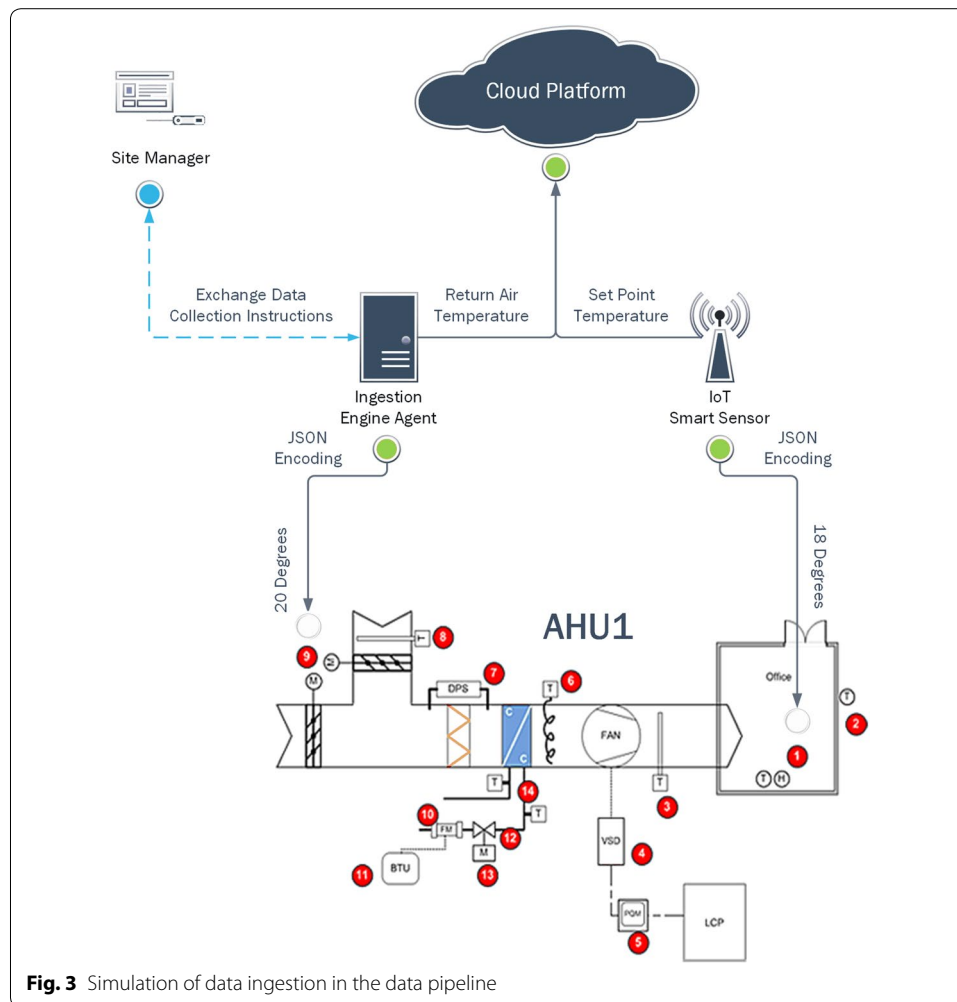 Cloud Platform
Site Manager
Exchange Data
Collection Instructions
Return Air
Temperature
Set Point
Temperature
Ingestion
Engine Agent
IoT
Smart Sensor
JSON
Encoding
JSON
Encoding
20 Degrees
18 Degrees
AHU1
T
8
9
M
M
7
DPS
T
6
C
C
FAN
Office
T
2
1
T H
T
3
T
14
T
10
FM
12
M
13
11
BTU
VSD
4
PQM
5
LCP
Fig. 3 Simulation of data ingestion in the data pipeline